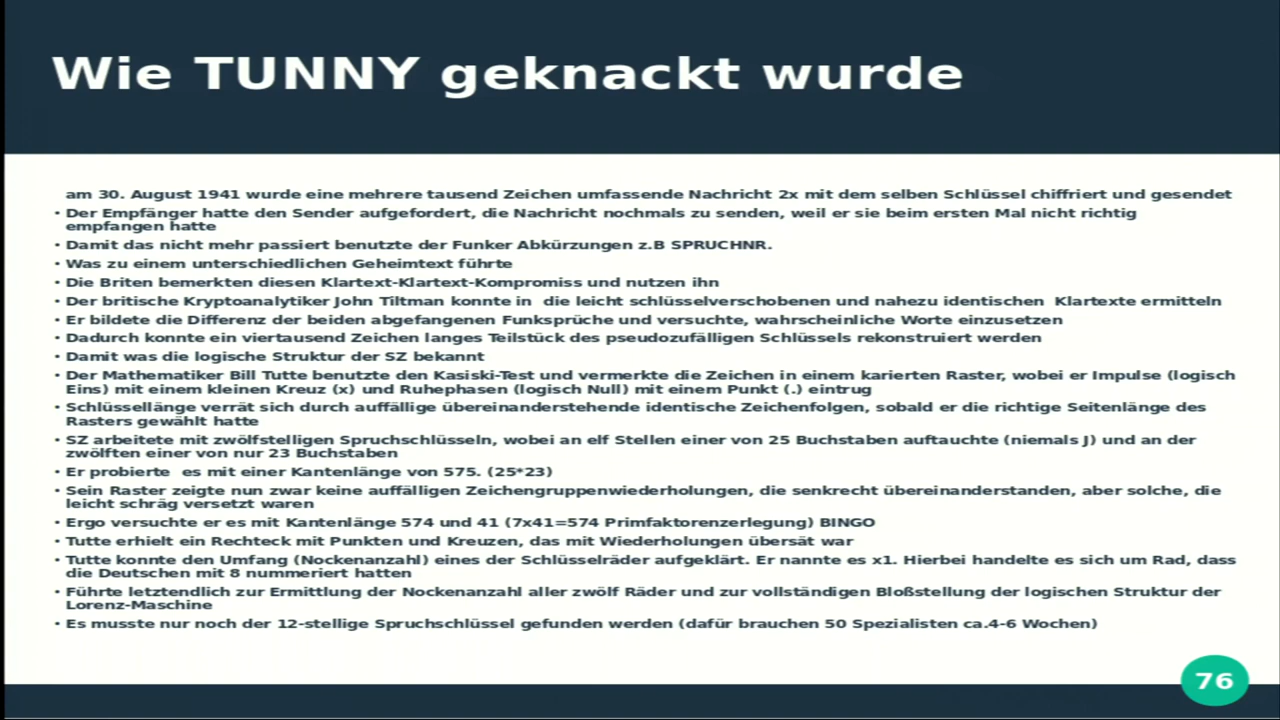 Wie TUNNY geknackt wurde
am 30. August 1941 wurde eine mehrere tausend Zeichen umfassende Nachricht 2x mit dem selben Schlüssel chiffriert und gesendet
• Der Empfänger hatte den Sender aufgefordert, die Nachricht nochmals zu senden, weil er sie beim ersten Mal nicht richtig
empfangen hatte
• Damit das nicht mehr passiert benutzte der Funker Abkürzungen z.B SPRUCHNR.
• Was zu einem unterschiedlichen Geheimtext führte
• Die Briten bemerkten diesen Klartext-Klartext-Kompromiss und nutzen ihn
• Der britische Kryptoanalytiker John Tiltman konnte in  die leicht schlüsselverschobenen und nahezu identischen  Klartexte ermitteln
• Er bildete die Differenz der beiden abgefangenen Funksprüche und versuchte, wahrscheinliche Worte einzusetzen
• Dadurch konnte ein viertausend Zeichen langes Teilstück des pseudozufälligen Schlüssels rekonstruiert werden
• Damit was die logische Struktur der SZ bekannt
• Der Mathematiker Bill Tutte benutzte den Kasiski-Test und vermerkte die Zeichen in einem karierten Raster, wobei er Impulse (logisch
Eins) mit einem kleinen Kreuz (x) und Ruhephasen (logisch Null) mit einem Punkt (.) eintrug
• Schlüssellänge verrät sich durch auffällige übereinanderstehende identische Zeichenfolgen, sobald er die richtige Seitenlänge des
Rasters gewählt hatte
• SZ arbeitete mit zwölfstelligen Spruchschlüsseln, wobei an elf Stellen einer von 25 Buchstaben auftauchte (niemals J) und an der
zwölften einer von nur 23 Buchstaben
• Er probierte  es mit einer Kantenlänge von 575. (25*23)
• Sein Raster zeigte nun zwar keine auffälligen Zeichengruppenwiederholungen, die senkrecht übereinanderstanden, aber solche, die
leicht schräg versetzt waren
• Ergo versuchte er es mit Kantenlänge 574 und 41 (7x41=574 Primfaktorenzerlegung) BINGO
• Tutte erhielt ein Rechteck mit Punkten und Kreuzen, das mit Wiederholungen übersät war
• Tutte konnte den Umfang (Nockenanzahl) eines der Schlüsselräder aufgeklärt. Er nannte es x1. Hierbei handelte es sich um Rad, dass
die Deutschen mit 8 nummeriert hatten
• Führte letztendlich zur Ermittlung der Nockenanzahl aller zwölf Räder und zur vollständigen Bloßstellung der logischen Struktur der
Lorenz-Maschine
• Es musste nur noch der 12-stellige Spruchschlüssel gefunden werden (dafür brauchen 50 Spezialisten ca.4-6 Wochen)
76